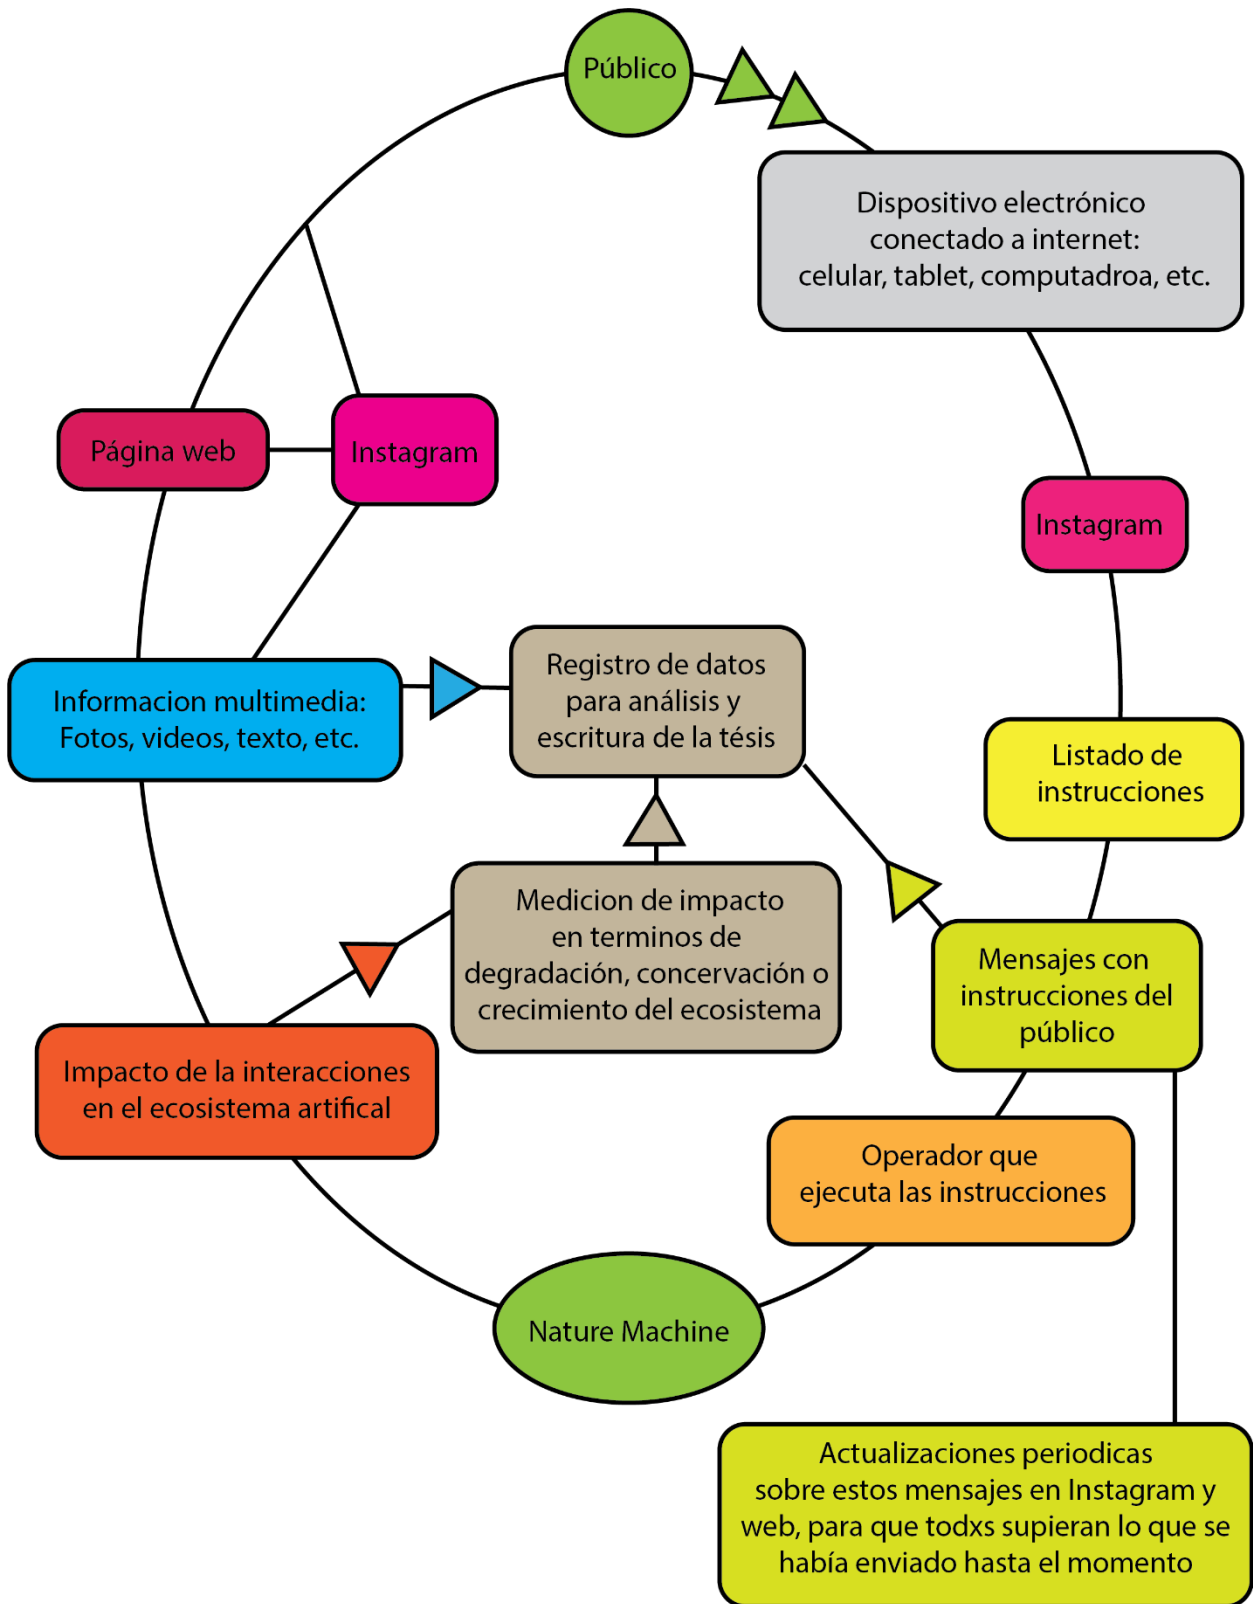 Público
Dispositivo electrónico
conectado a internet:
celular, tablet, computadroa, etc.
Página web
Instagram
Instagram
Informacion multimedia:
Fotos, videos, texto, etc.
Registro de datos
para análisis y
escritura de la tésis
Listado de
instrucciones
Medicion de impacto
en terminos de
degradación, concervación o
crecimiento del ecosistema
Mensajes con
instrucciones del
público
Impacto de la interacciones
en el ecosistema artifical
Operador que
ejecuta las instrucciones
Nature Machine
Actualizaciones periodicas
sobre estos mensajes en Instagram y
web, para que todxs supieran lo que se
había enviado hasta el momento